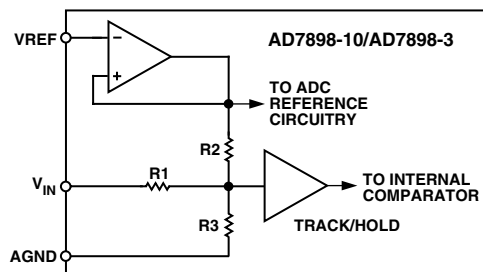 VREF
−
+
AD7898-10/AD7898-3
TO ADC
REFERENCE
CIRCUITRY
R2
R1
VIN
TO INTERNAL
COMPARATOR
R3
TRACK/HOLD
AGND